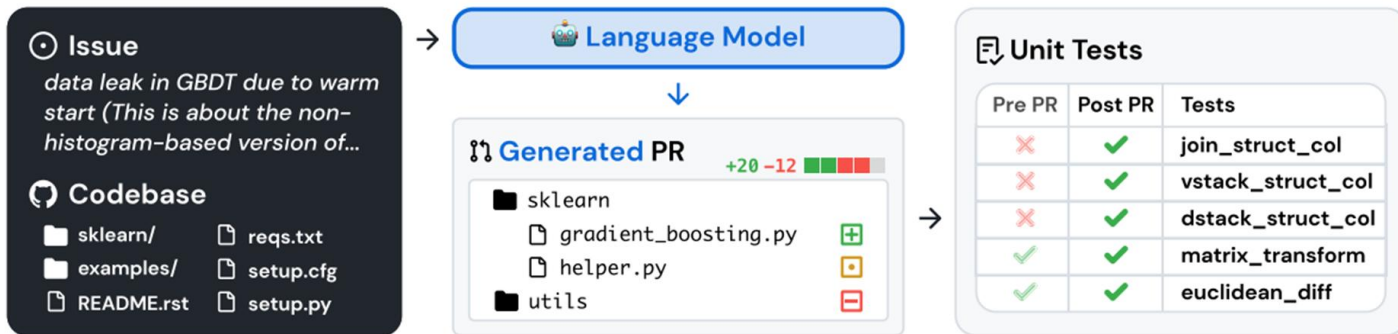 Issue
data leak in GBDT due to warm
start (This is about the non-
histogram-based version of...
Codebase
sklearn/
reqs.txt
examples/
setup.cfg
README.rst
setup.py
Language Model
Generated PR
+20 -12
sklearn
gradient_boosting.py
helper.py
utils
Unit Tests
Pre PR Post PR Tests
join_struct_col
vstack_struct_col
dstack_struct_col
matrix_transform
euclidean_diff